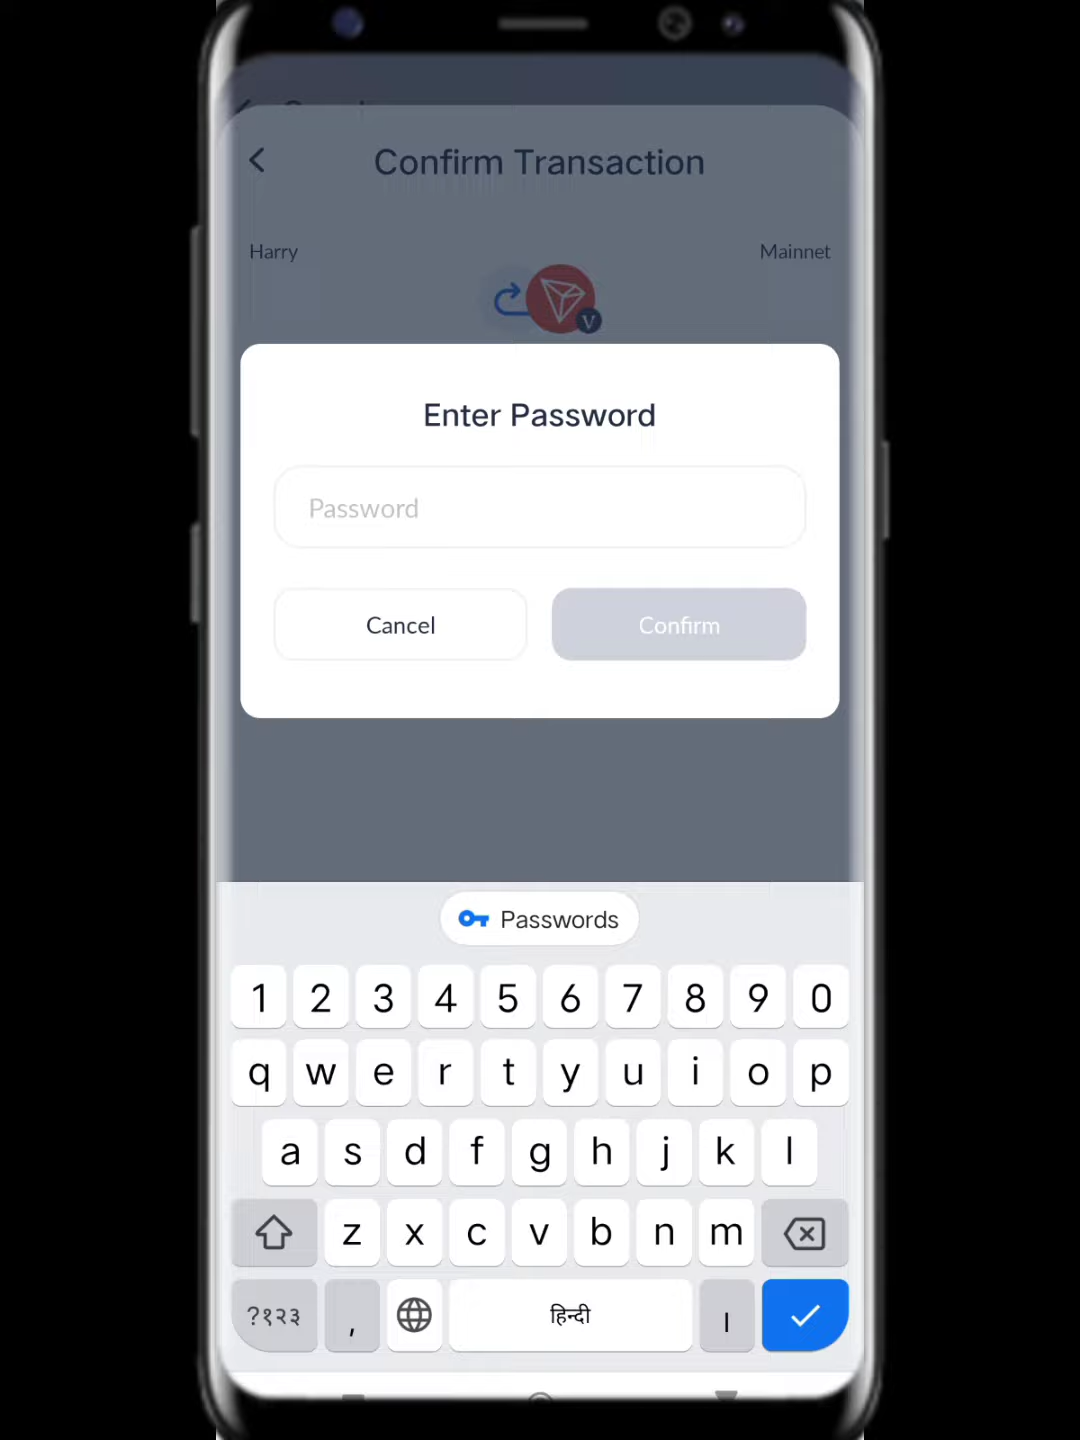 Confirm Transaction
Harry
Mainnet
V
Enter Password
Password
Cancel
Confirm
Passwords
1 2 3 4 5 6 7 8 9 0
q w e r t y u i o p
a s d f g h j k l
z x c v b n m
?१२३ , हिन्दी ।